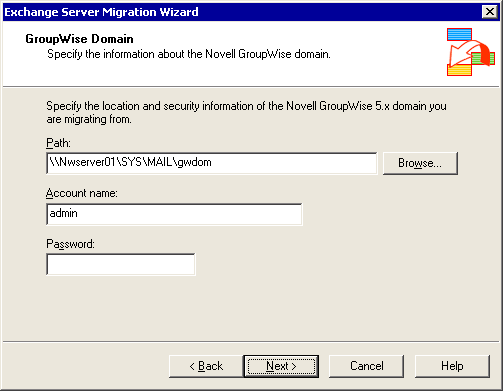 Exchange Server Migration Wizard
GroupWise Domain
Specify the information about the Novell GroupWise domain.
Specify the location and security information of the Novell GroupWise 5.x domain you
are migrating from.
Path:
\\Nwserver01\SYS\MAIL\gwdom
Browse...
Account name:
admin
Password:
< Back
Next >
Cancel
Help